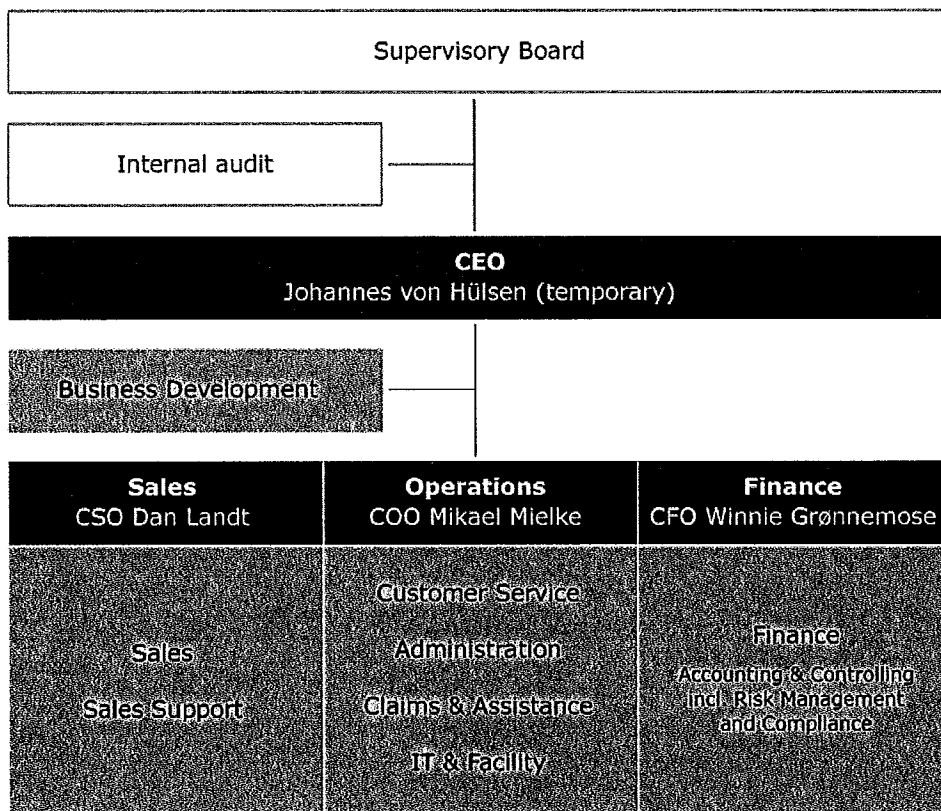 Supervisory Board
Internal audit
CEO
Johannes von Hülsen (temporary)
Business Development
Sales
CSO Dan Landt
Operations
COO Mikael Mielke
Finance
CFO Winnie Grønnemose
Sales
Sales Support
Customer Service
Administration
Claims & Assistance
IT & Facility
Finance
Accounting & Controlling
incl. Risk Management
and Compliance